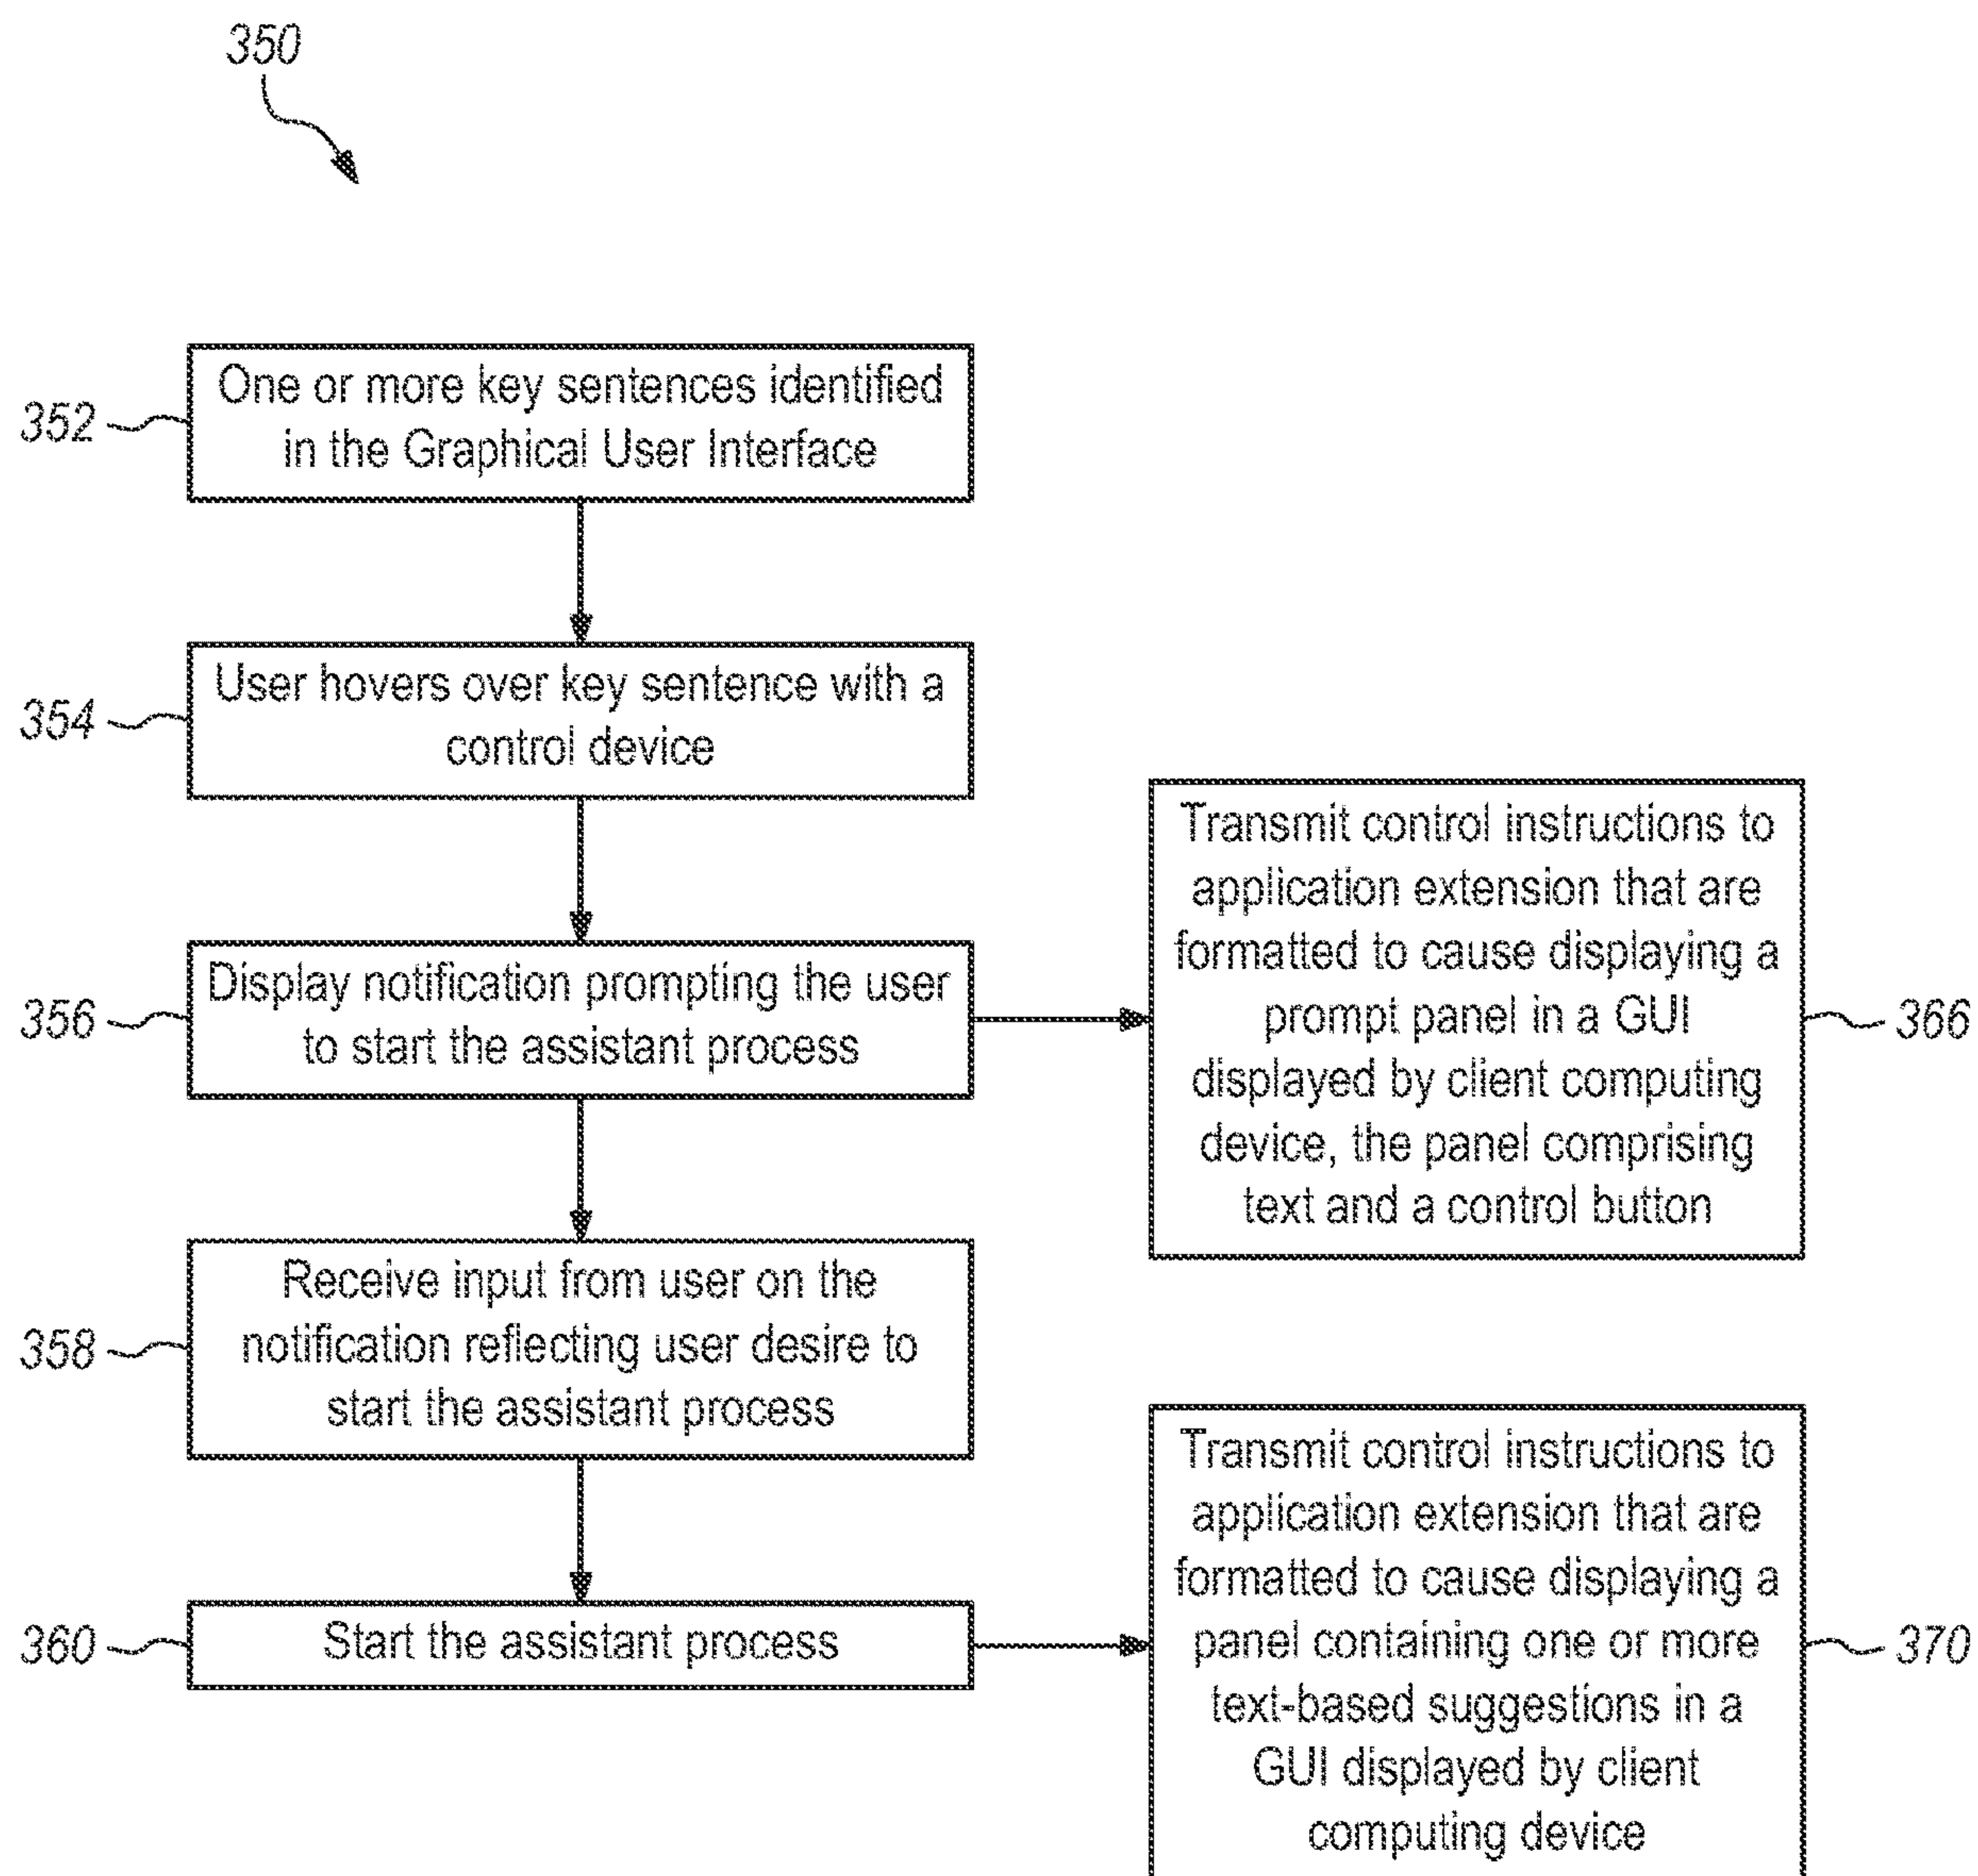 350
352
One or more key sentences identified
in the Graphical User Interface
354
User hovers over key sentence with a
control device
356
Display notification prompting the user
to start the assistant process
Transmit control instructions to
application extension that are
formatted to cause displaying a
prompt panel in a GUI
displayed by client computing
device, the panel comprising
text and a control button
366
358
Receive input from user on the
notification reflecting user desire to
start the assistant process
360
Start the assistant process
Transmit control instructions to
application extension that are
formatted to cause displaying a
panel containing one or more
text-based suggestions in a
GUI displayed by client
computing device
370